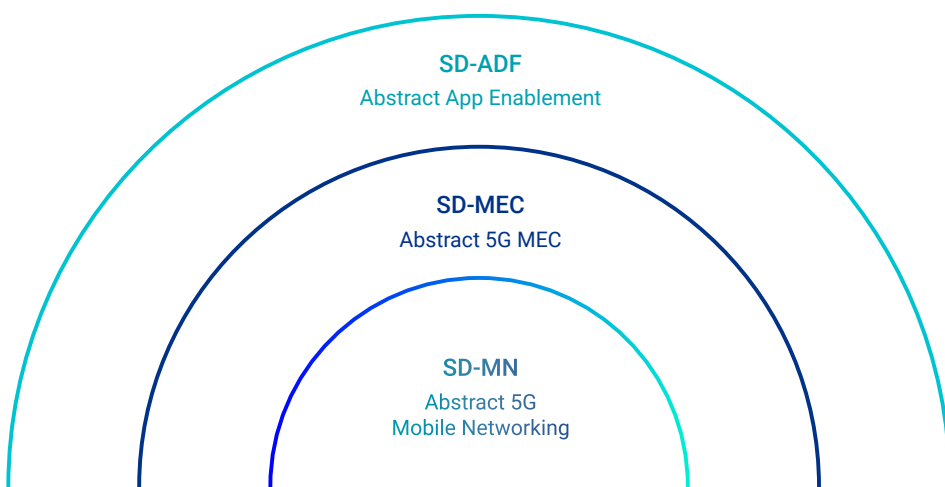 SD-ADF
Abstract App Enablement
SD-MEC
Abstract 5G MEC
SD-MN
Abstract 5G
Mobile Networking